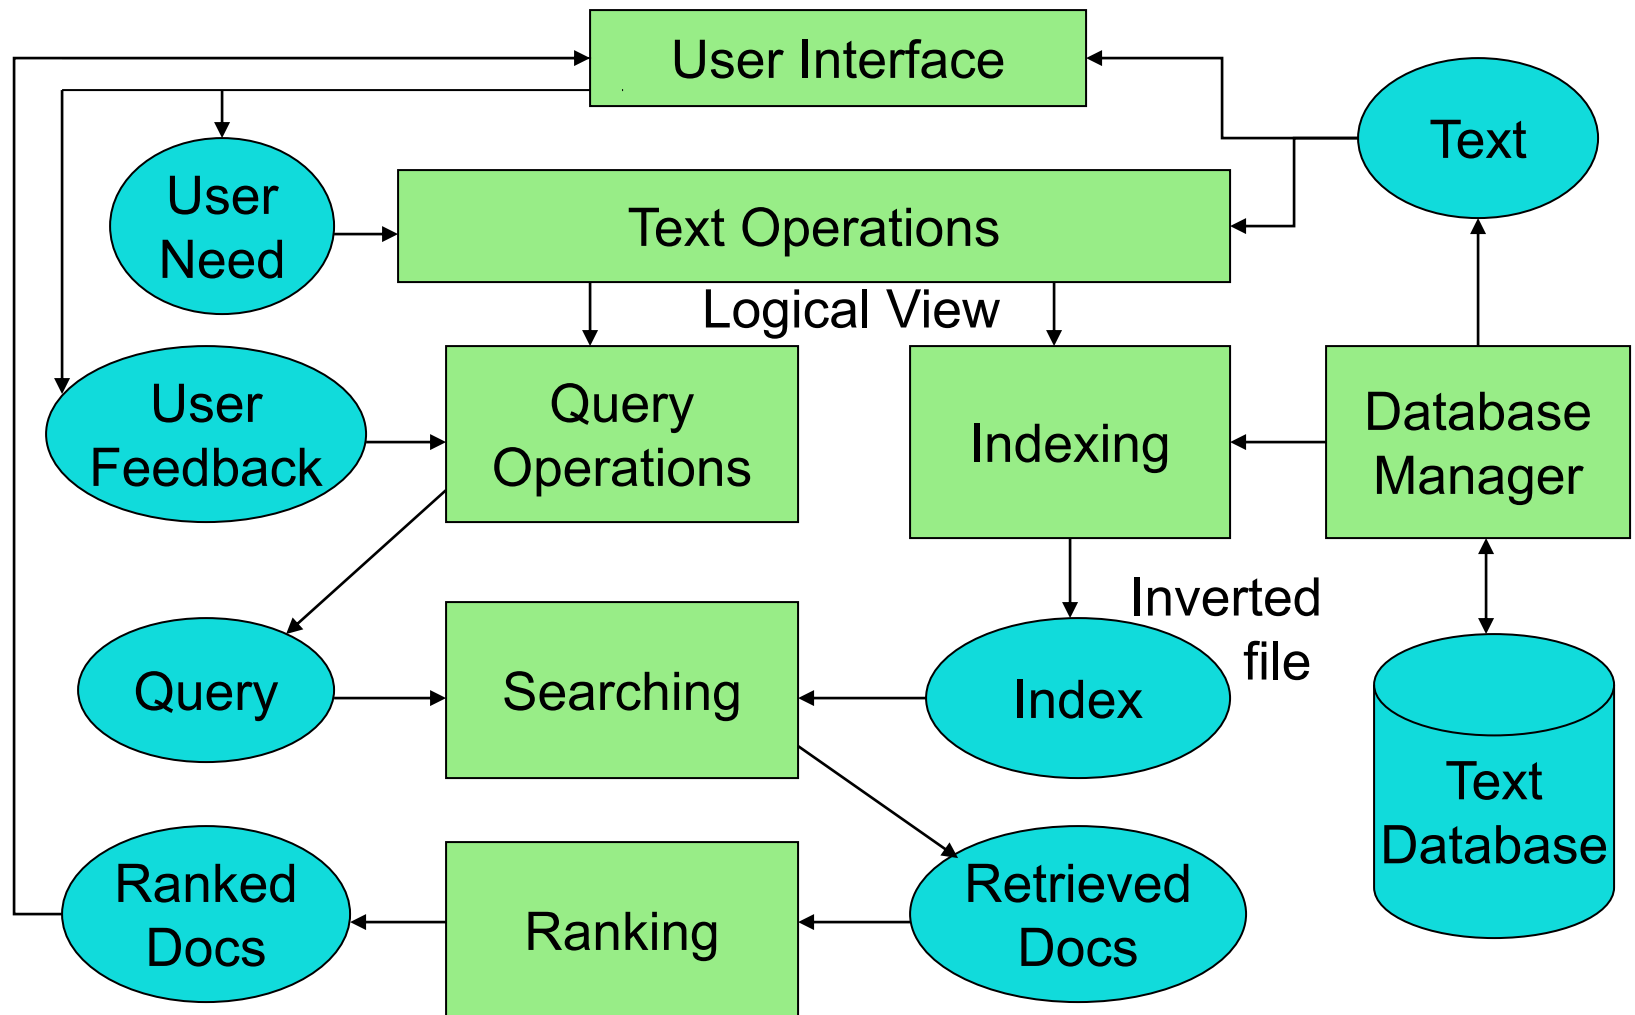 User Interface
Text
User
Need
Text Operations
Logical View
User
Feedback
Query
Operations
Indexing
Database
Manager
Inverted
file
Query
Searching
Index
Text
Database
Ranked
Docs
Ranking
Retrieved
Docs